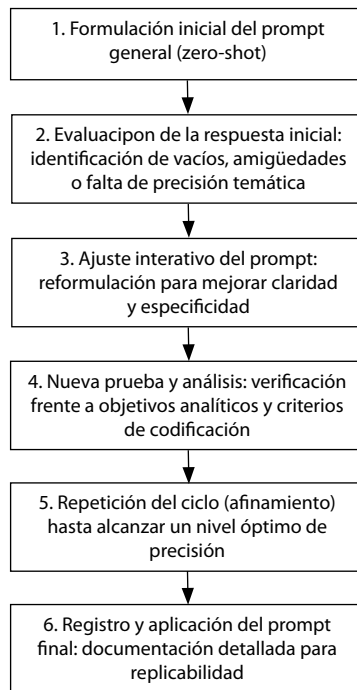 1. Formulación inicial del prompt
general (zero-shot)
2. Evaluacipon de la respuesta inicial:
identificación de vacíos, amigüedades
o falta de precisión temática
3. Ajuste interativo del prompt:
reformulación para mejorar claridad
y especificidad
4. Nueva prueba y análisis: verificación
frente a objetivos analíticos y criterios
de codificación
5. Repetición del ciclo (afinamiento)
hasta alcanzar un nivel óptimo de
precisión
6. Registro y aplicación del prompt
final: documentación detallada para
replicabilidad